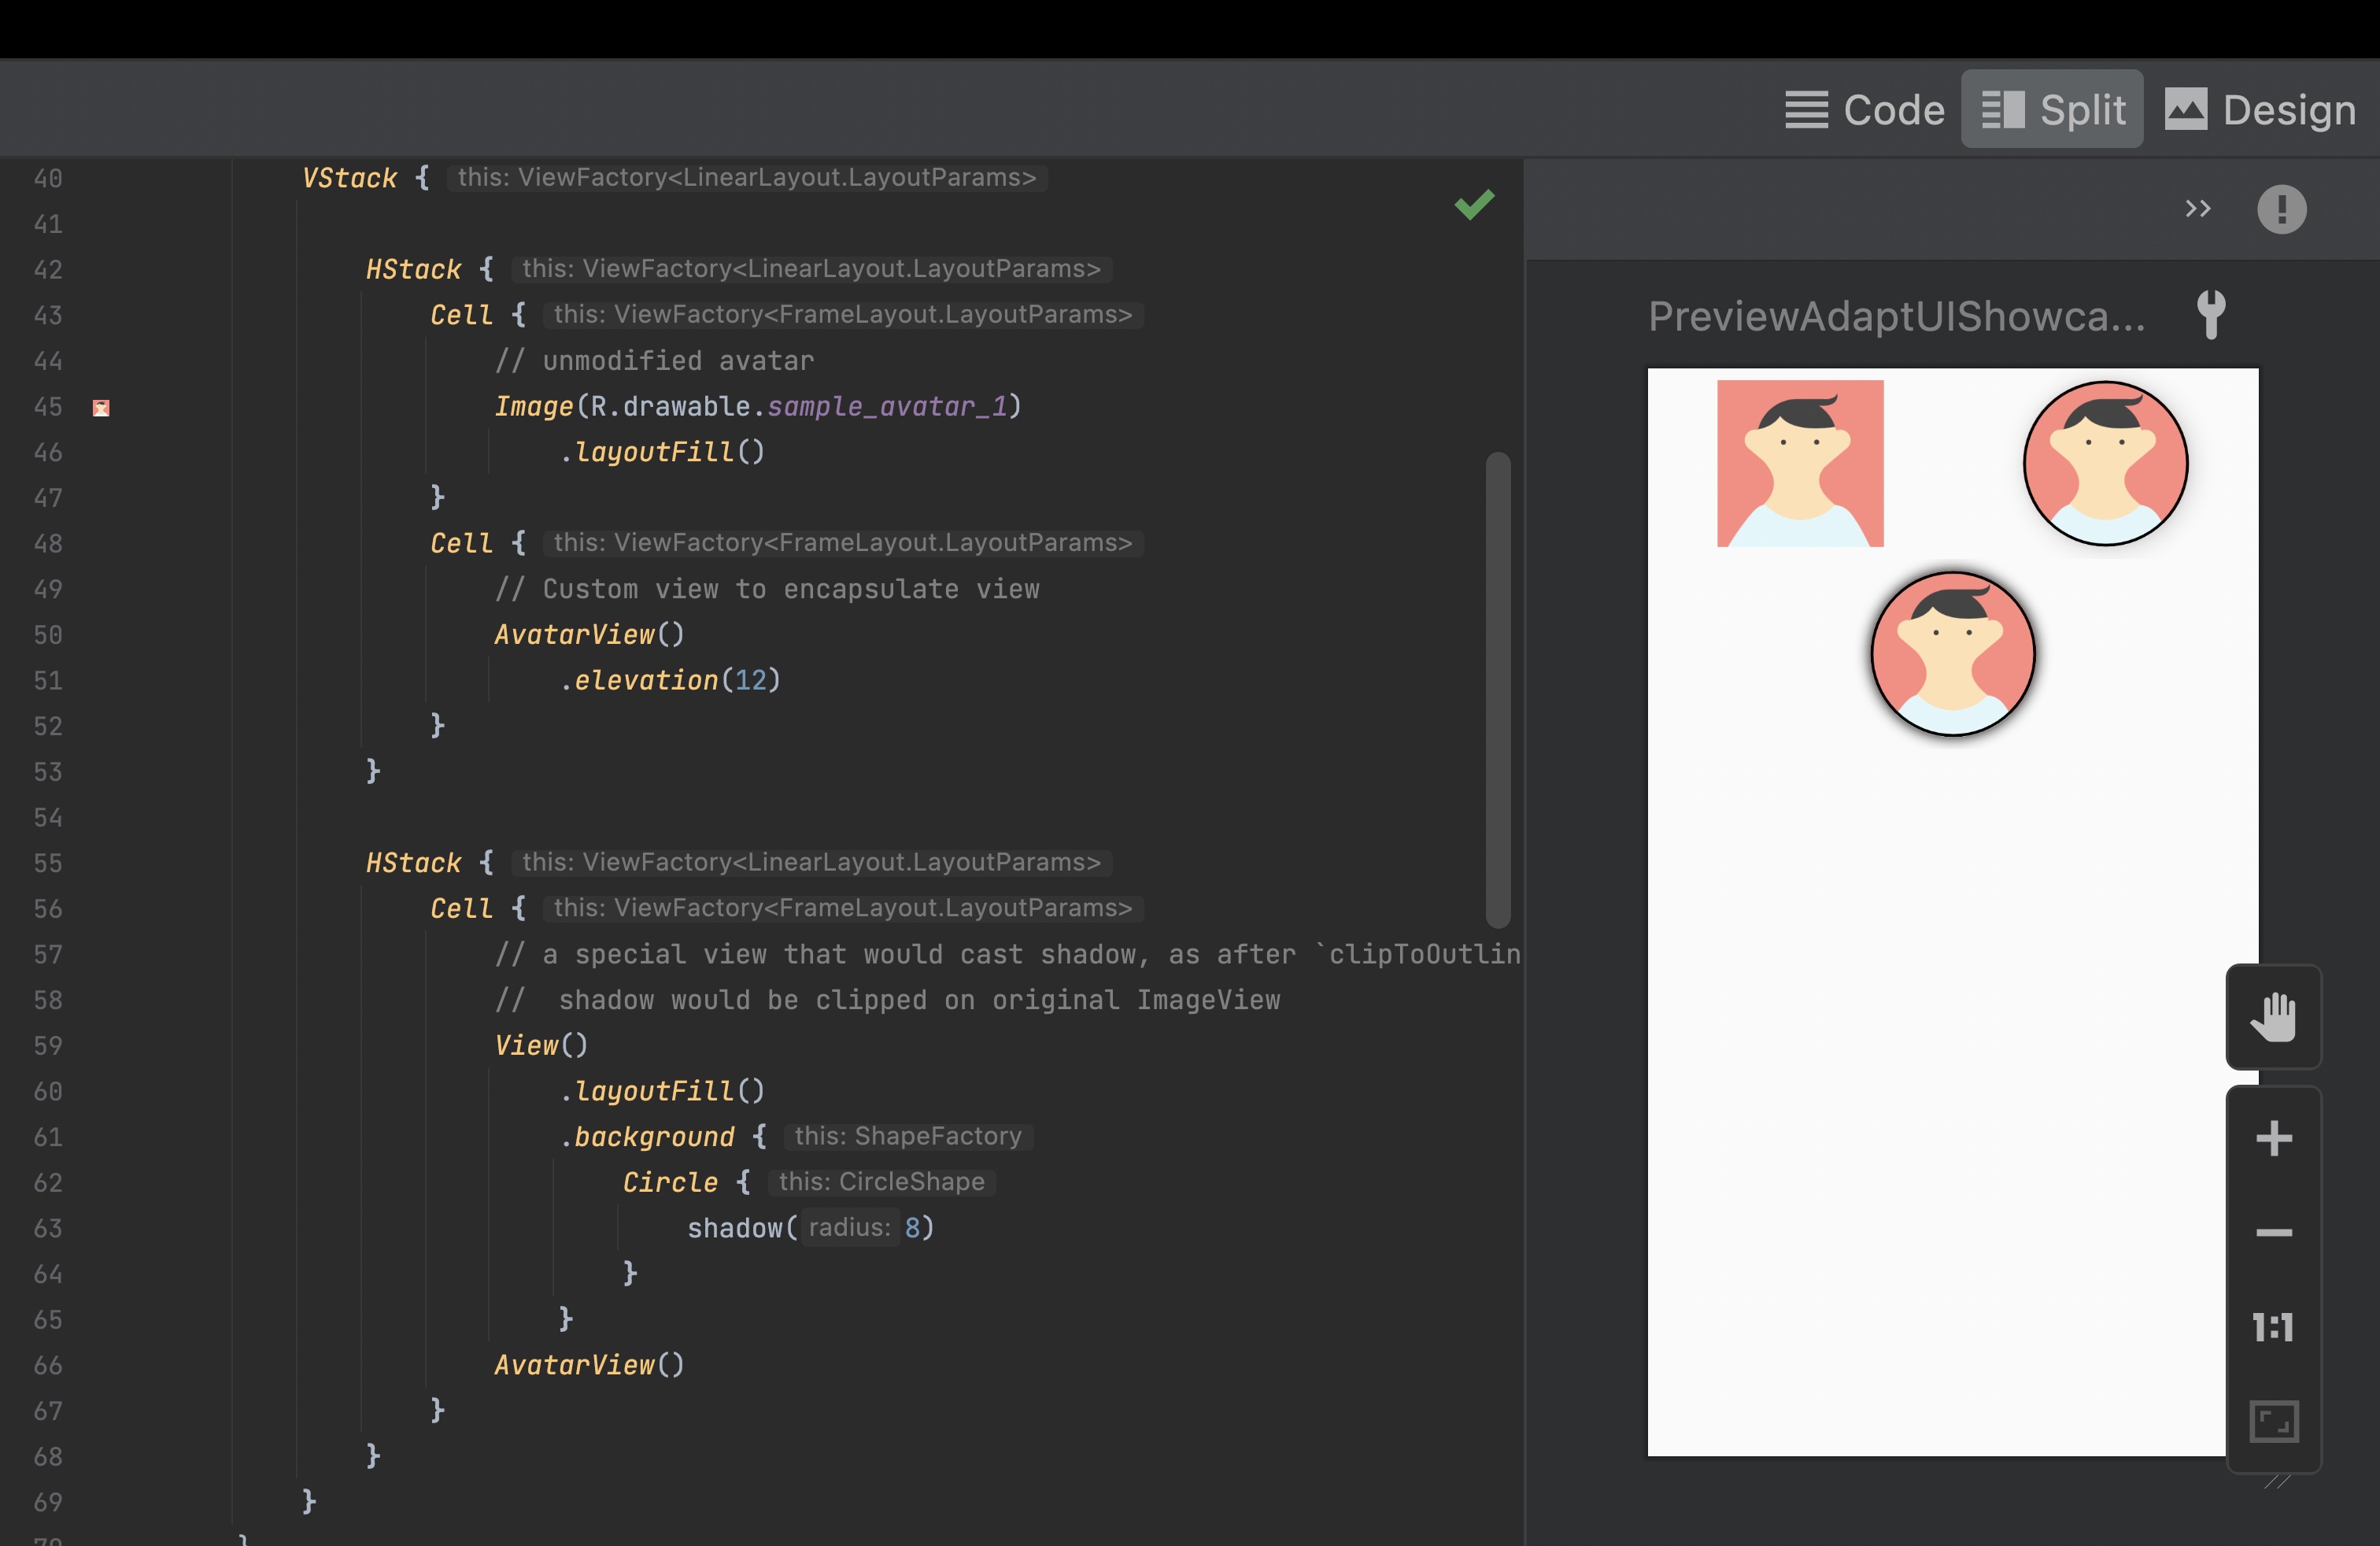 Code Split Design
40 VStack { this: ViewFactory<LinearLayout.LayoutParams>
41
42 HStack { this: ViewFactory<LinearLayout.LayoutParams>
43 Cell { this: ViewFactory<FrameLayout.LayoutParams>
44 // unmodified avatar
45 Image(R.drawable.sample_avatar_1)
46 .layoutFill()
47 }
48 Cell { this: ViewFactory<FrameLayout.LayoutParams>
49 // Custom view to encapsulate view
50 AvatarView()
51 .elevation(12)
52 }
53 }
54
55 HStack { this: ViewFactory<LinearLayout.LayoutParams>
56 Cell { this: ViewFactory<FrameLayout.LayoutParams>
57 // a special view that would cast shadow, as after `clipToOutlin
58 // shadow would be clipped on original ImageView
59 View()
60 .layoutFill()
61 .background { this: ShapeFactory
62 Circle { this: CircleShape
63 shadow( radius: 8)
64 }
65 }
66 AvatarView()
67 }
68 }
69 }
PreviewAdaptUIShowca...
1:1